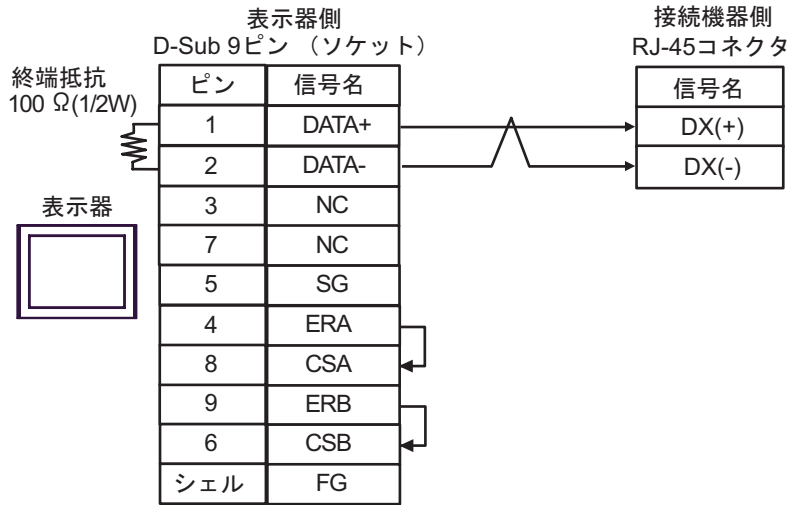 表示器側
D-Sub 9ピン （ソケット）
接続機器側
RJ-45コネクタ
終端抵抗
100 Ω(1/2W)
ピン 信号名
1 DATA+
2 DATA-
3 NC
7 NC
5 SG
4 ERA
8 CSA
9 ERB
6 CSB
シェル FG
信号名
DX(+)
DX(-)
表示器